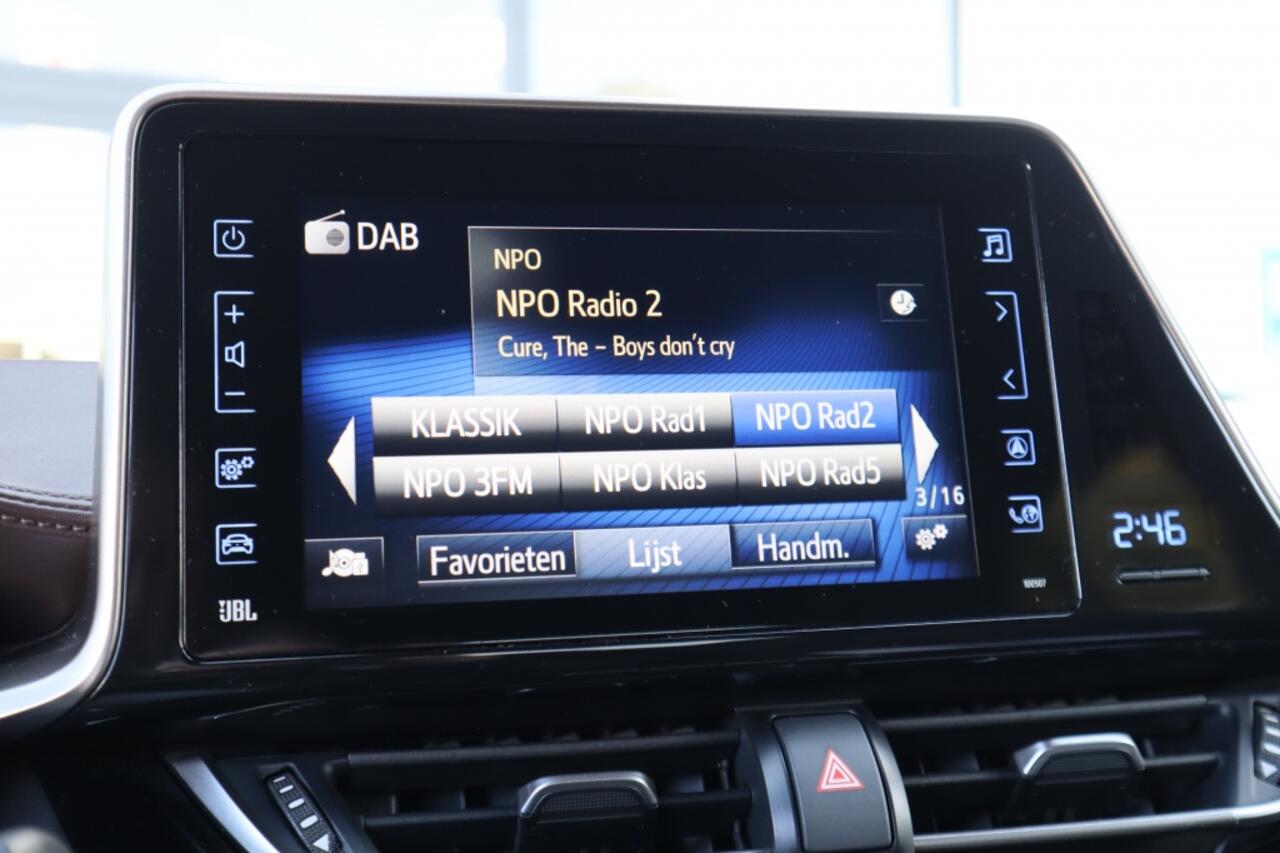 DAB
NPO
NPO Radio 2
Cure, The – Boys don't cry
KLASSIK NPO Rad1 NPO Rad2
NPO 3FM NPO Klas NPO Rad5
3/16
Favorieten Lijst Handm.
JBL
100507
2:46